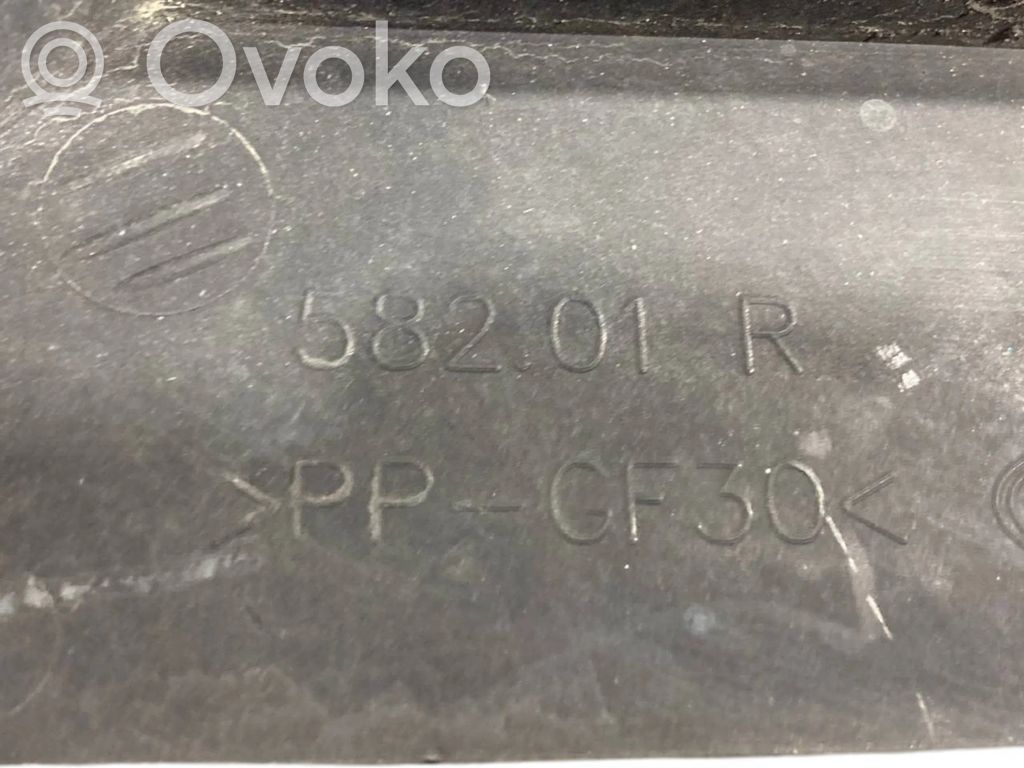 Ovoko
582.01 R
>PP-GF30<